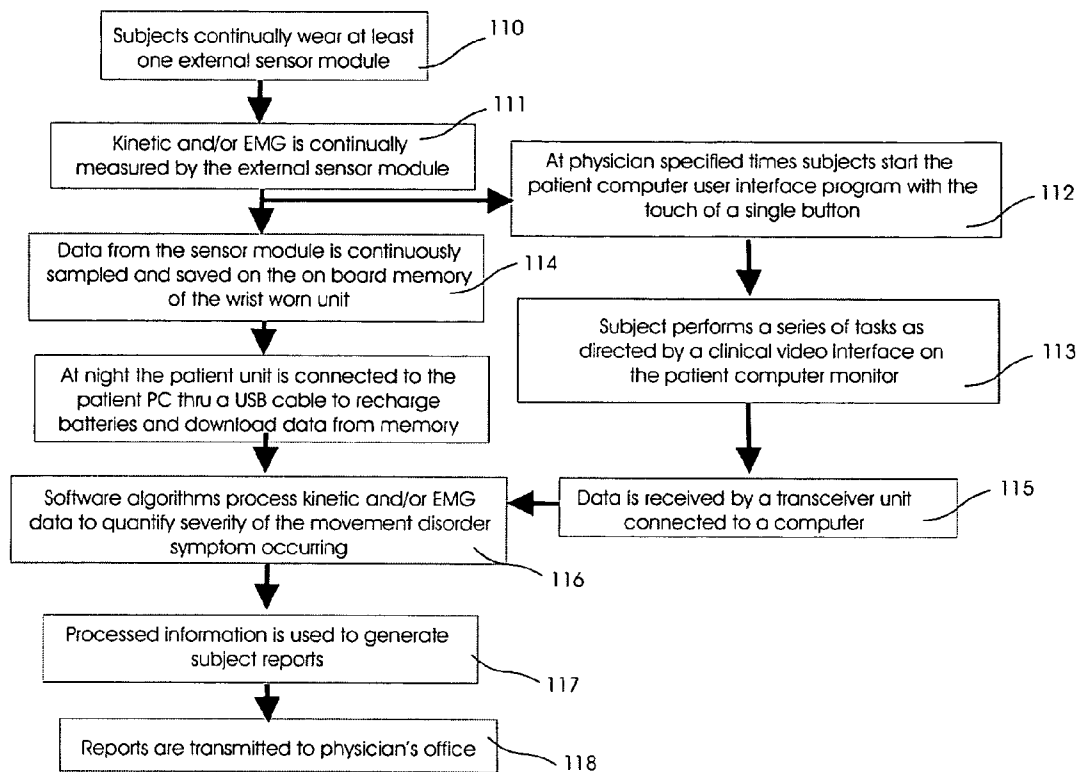 Subjects continually wear at least
one external sensor module
110
Kinetic and/or EMG is continually
measured by the external sensor module
111
At physician specified times subjects start the
patient computer user interface program with the
touch of a single button
112
Data from the sensor module is continuously
sampled and saved on the on board memory
of the wrist worn unit
114
Subject performs a series of tasks as
directed by a clinical video interface on
the patient computer monitor
113
At night the patient unit is connected to the
patient PC thru a USB cable to recharge
batteries and download data from memory
Software algorithms process kinetic and/or EMG
data to quantify severity of the movement disorder
symptom occurring
116
Data is received by a transceiver unit
connected to a computer
115
Processed information is used to generate
subject reports
117
Reports are transmitted to physician's office
118